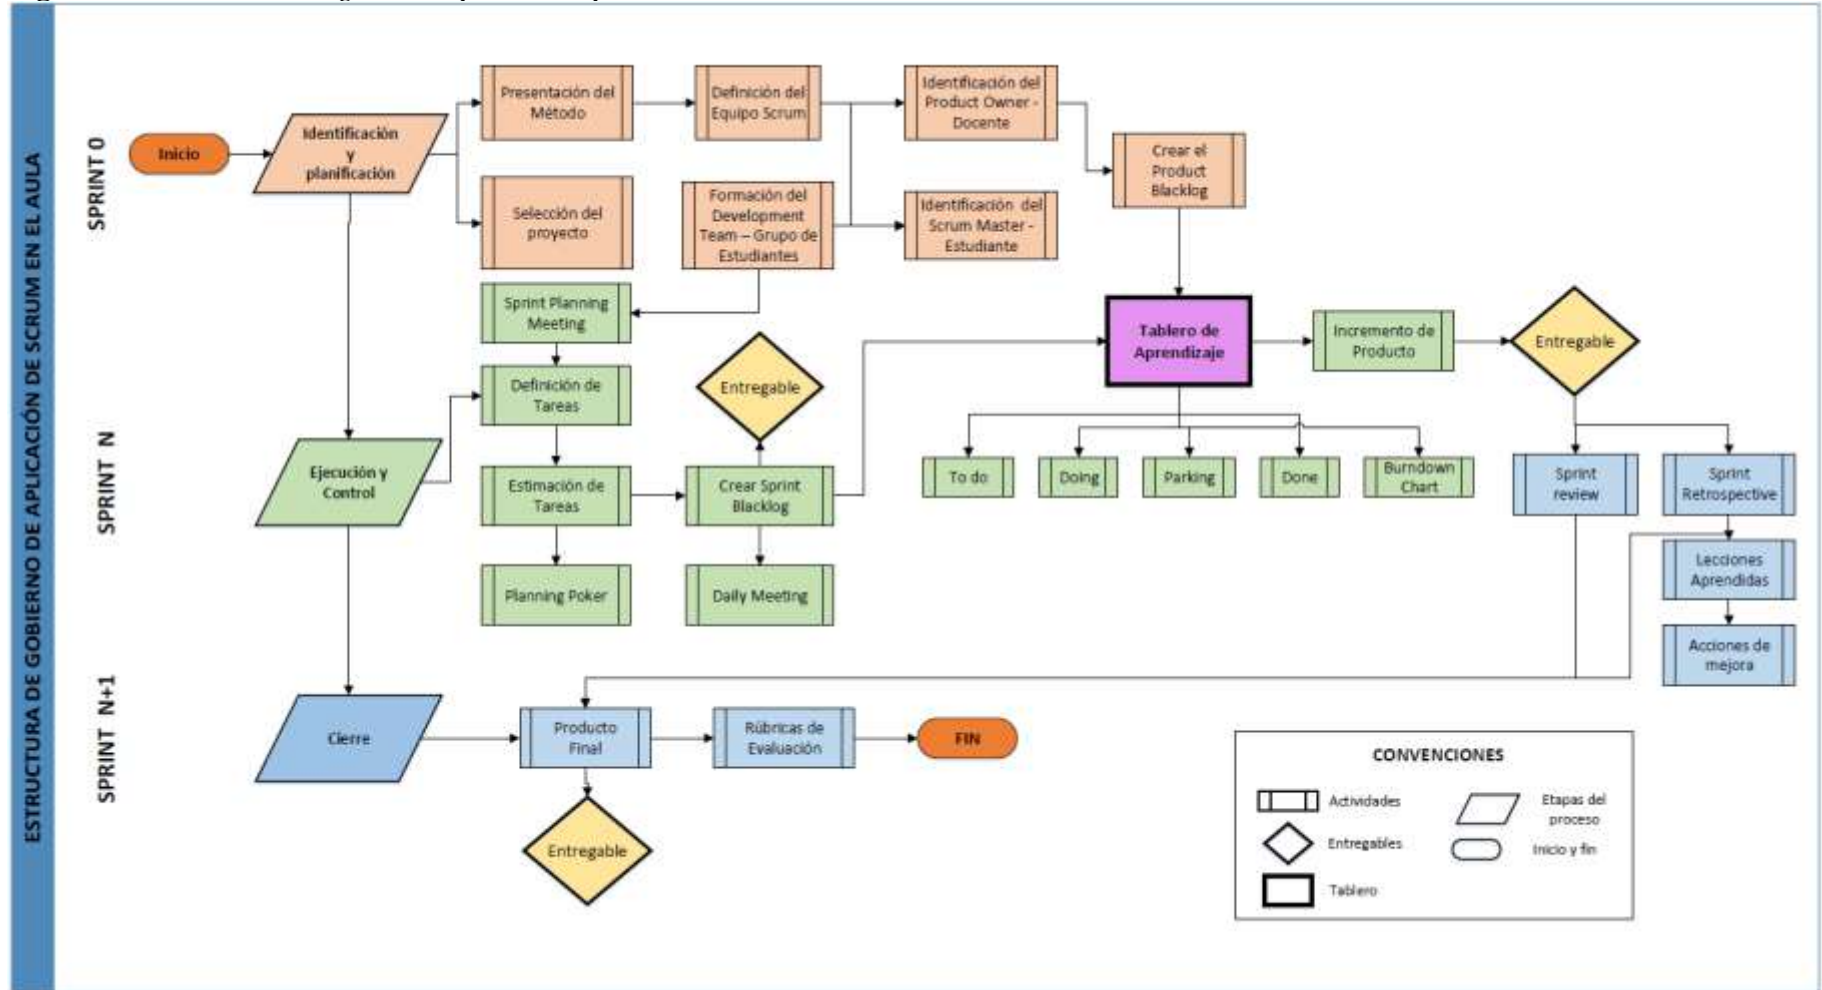 ESTRUCTURA DE GOBIERNO DE APLICACIÓN DE SCRUM EN EL AULA
SPRINT 0
Inicio
Identificación
y
planificación
Presentación del
Método
Definición del
Equipo Scrum
Identificación del
Product Owner -
Docente
Crear el
Product
Blacklog
Selección del
proyecto
Formación del
Development
Team – Grupo de
Estudiantes
Identificación del
Scrum Master -
Estudiante
SPRINT N
Ejecución y
Control
Sprint Planning
Meeting
Definición de
Tareas
Estimación de
Tareas
Planning Poker
Entregable
Crear Sprint
Blacklog
Daily Meeting
Tablero de
Aprendizaje
Incremento de
Producto
Entregable
To do
Doing
Parking
Done
Burndown
Chart
Sprint
review
Sprint
Retrospective
Lecciones
Aprendidas
Acciones de
mejora
SPRINT N+1
Cierre
Producto
Final
Rúbricas de
Evaluación
FIN
Entregable
CONVENCIONES
Actividades
Etapas del
proceso
Entregables
Inicio y fin
Tablero